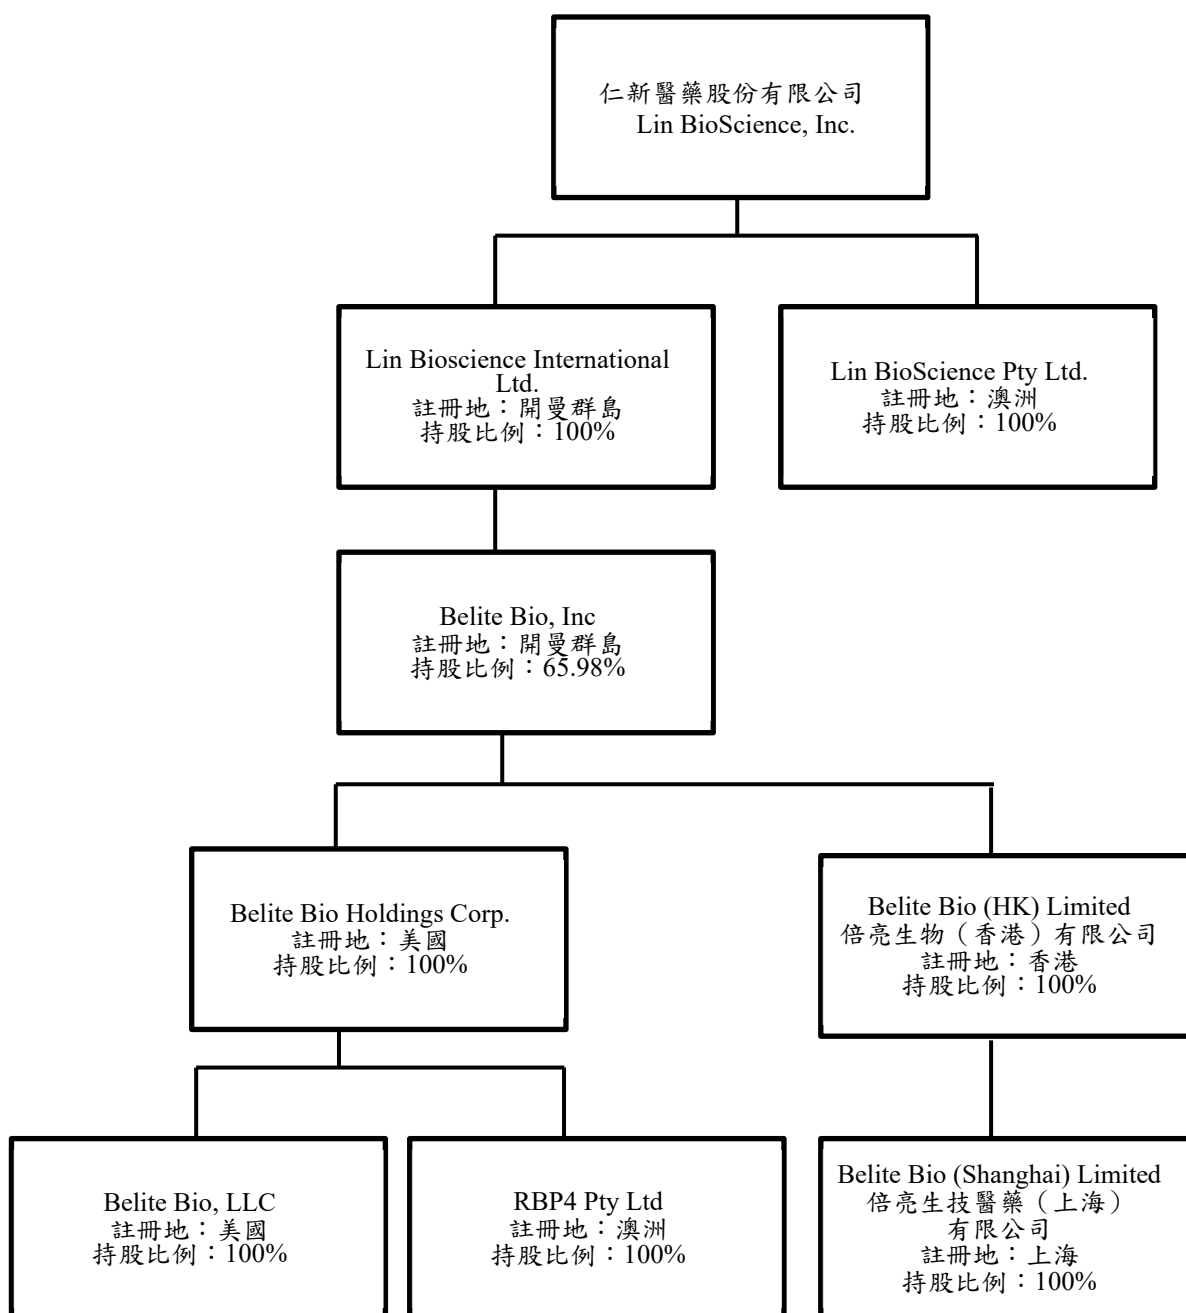 仁新醫藥股份有限公司
Lin BioScience, Inc.
Lin Bioscience International
Ltd.
註冊地：開曼群島
持股比例：100%
Lin BioScience Pty Ltd.
註冊地：澳洲
持股比例：100%
Belite Bio, Inc
註冊地：開曼群島
持股比例：65.98%
Belite Bio Holdings Corp.
註冊地：美國
持股比例：100%
Belite Bio (HK) Limited
倍亮生物（香港）有限公司
註冊地：香港
持股比例：100%
Belite Bio, LLC
註冊地：美國
持股比例：100%
RBP4 Pty Ltd
註冊地：澳洲
持股比例：100%
Belite Bio (Shanghai) Limited
倍亮生技醫藥（上海）
有限公司
註冊地：上海
持股比例：100%